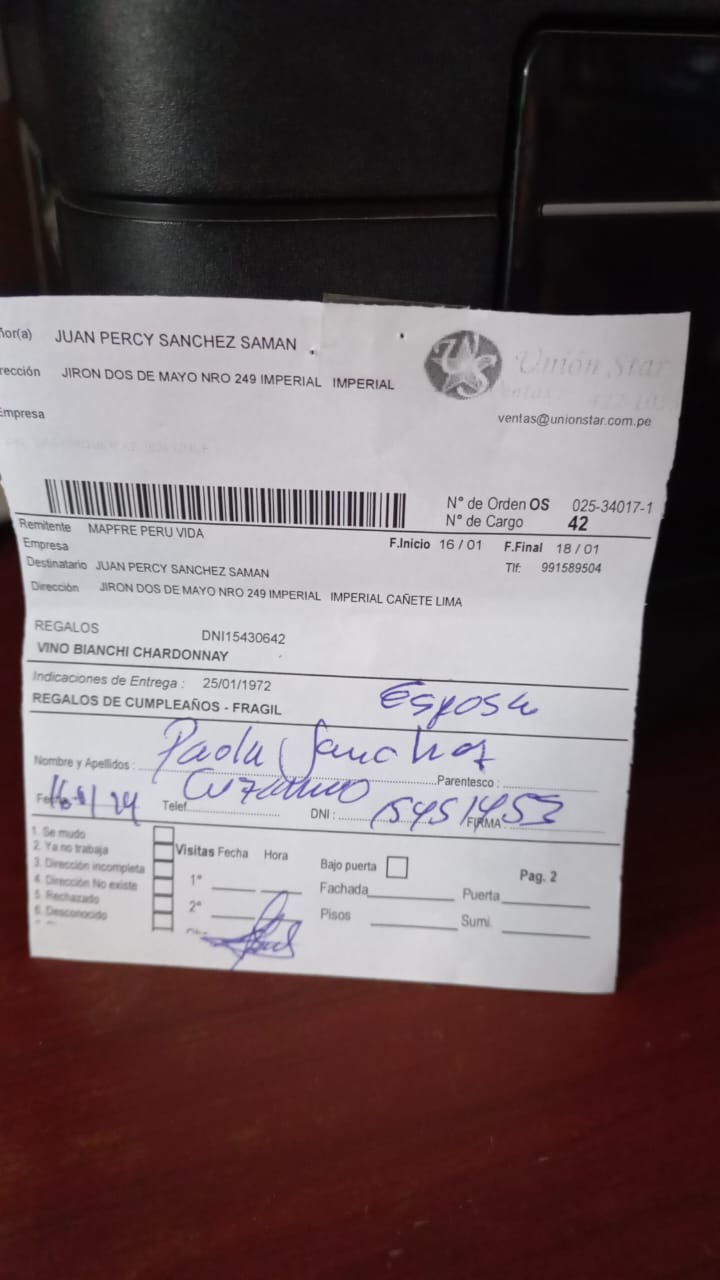 ñor(a) JUAN PERCY SANCHEZ SAMAN
rección JIRON DOS DE MAYO NRO 249 IMPERIAL IMPERIAL
Unión Star
Empresa
ventas@unionstar.com.pe
N° de Orden OS 025-34017-1
N° de Cargo 42
Remitente MAPFRE PERU VIDA
F.Inicio 16 / 01 F.Final 18 / 01
Empresa
Tlf: 991589504
Destinatario JUAN PERCY SANCHEZ SAMAN
Dirección JIRON DOS DE MAYO NRO 249 IMPERIAL IMPERIAL CAÑETE LIMA
REGALOS DNI15430642
VINO BIANCHI CHARDONNAY
Indicaciones de Entrega : 25/01/1972
REGALOS DE CUMPLEAÑOS - FRAGIL
Esposa
Nombre y Apellidos : Paola Sanchez
Parentesco :
Telef DNI : FIRMA :
1. Se mudo
2. Ya no trabaja
3. Dirección incompleta
4. Dirección No existe
5. Rechazado
6. Desconocido
Visitas Fecha Hora
1°
2°
Bajo puerta
Pag. 2
Fachada Puerta
Pisos Sumi.